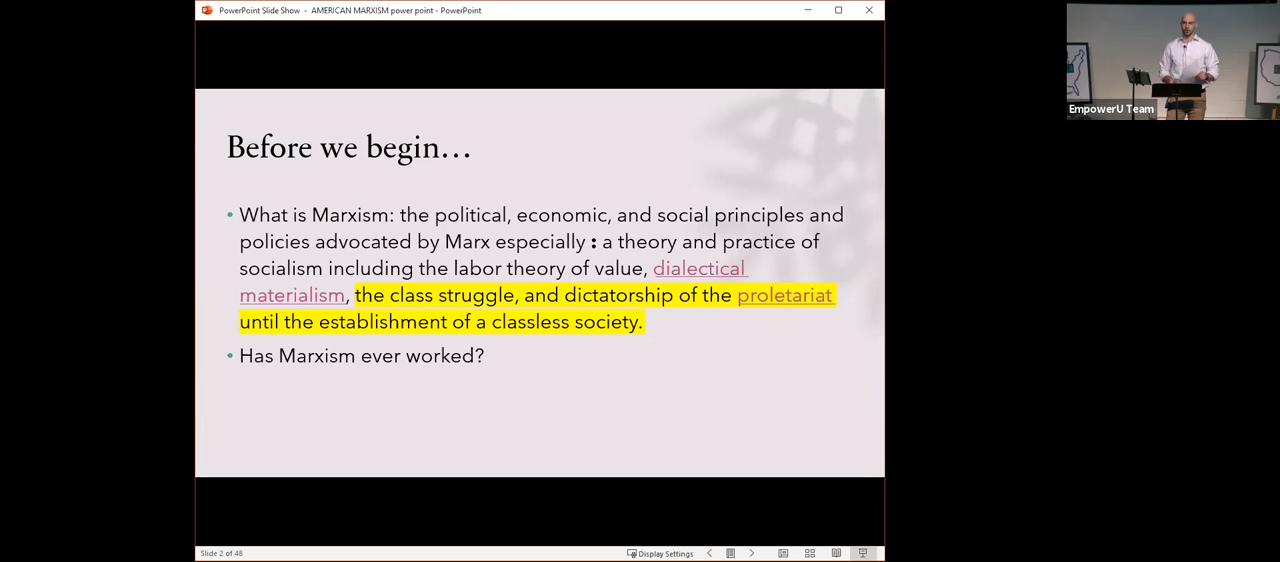 PowerPoint Slide Show - AMERICAN MARXISM power point - PowerPoint
EmpowerU Team
Before we begin…
• What is Marxism: the political, economic, and social principles and
policies advocated by Marx especially : a theory and practice of
socialism including the labor theory of value, dialectical
materialism, the class struggle, and dictatorship of the proletariat
until the establishment of a classless society.
• Has Marxism ever worked?
Slide 2 of 48
Display Settings